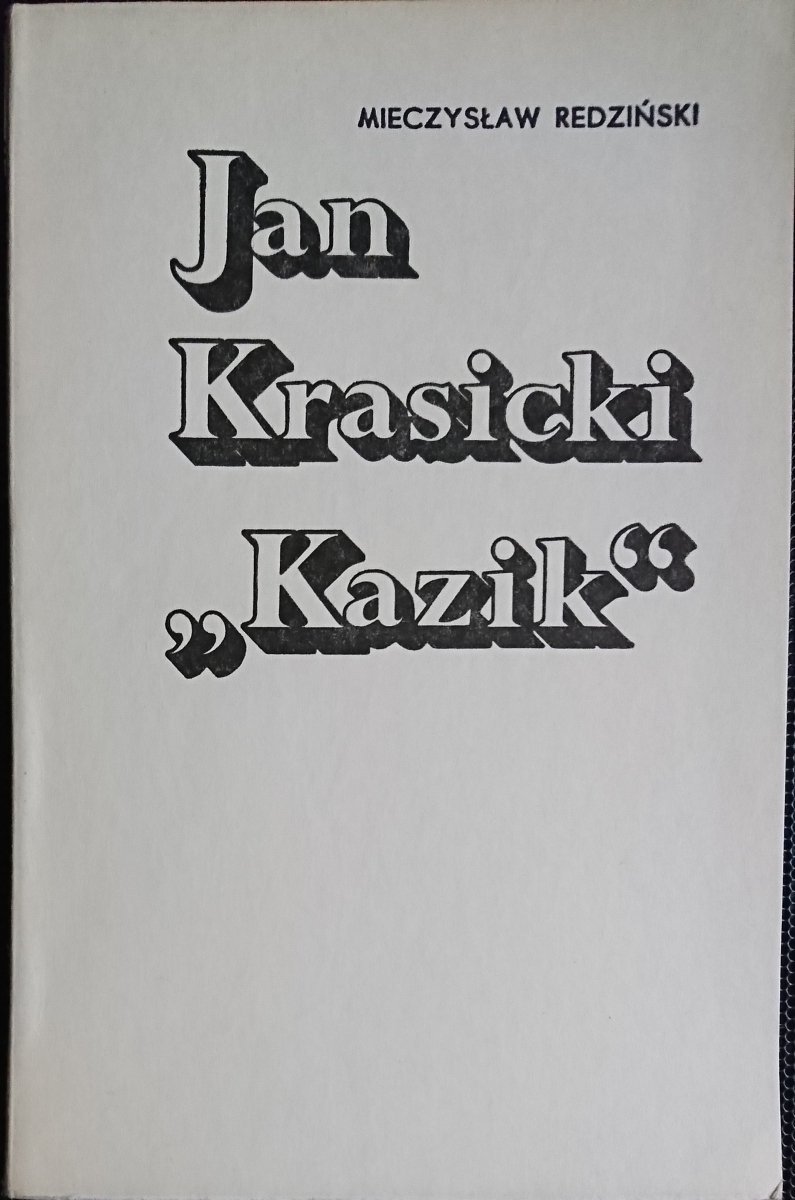 MIECZYSŁAW REDZIŃSKI
Jan
Krasicki
„Kazik“